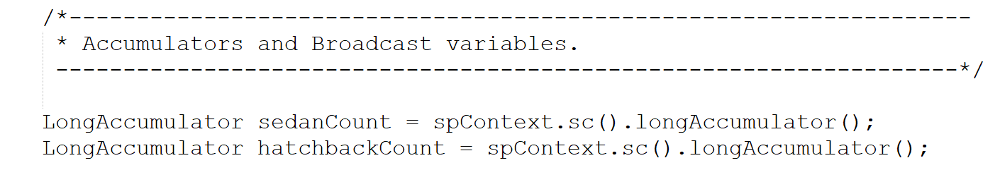 /*-------------------------------------------------------------------
* Accumulators and Broadcast variables.
-------------------------------------------------------------------*/
LongAccumulator sedanCount = spContext.sc().longAccumulator();
LongAccumulator hatchbackCount = spContext.sc().longAccumulator();